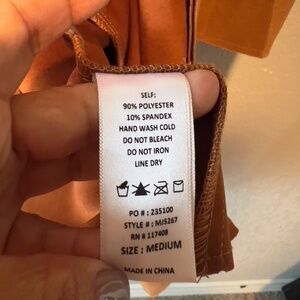 SELF:
90% POLYESTER
10% SPANDEX
HAND WASH COLD
DO NOT BLEACH
DO NOT IRON
LINE DRY
PO # : 235100
STYLE # : MJ5267
RN # 117408
SIZE : MEDIUM
MADE IN CHINA